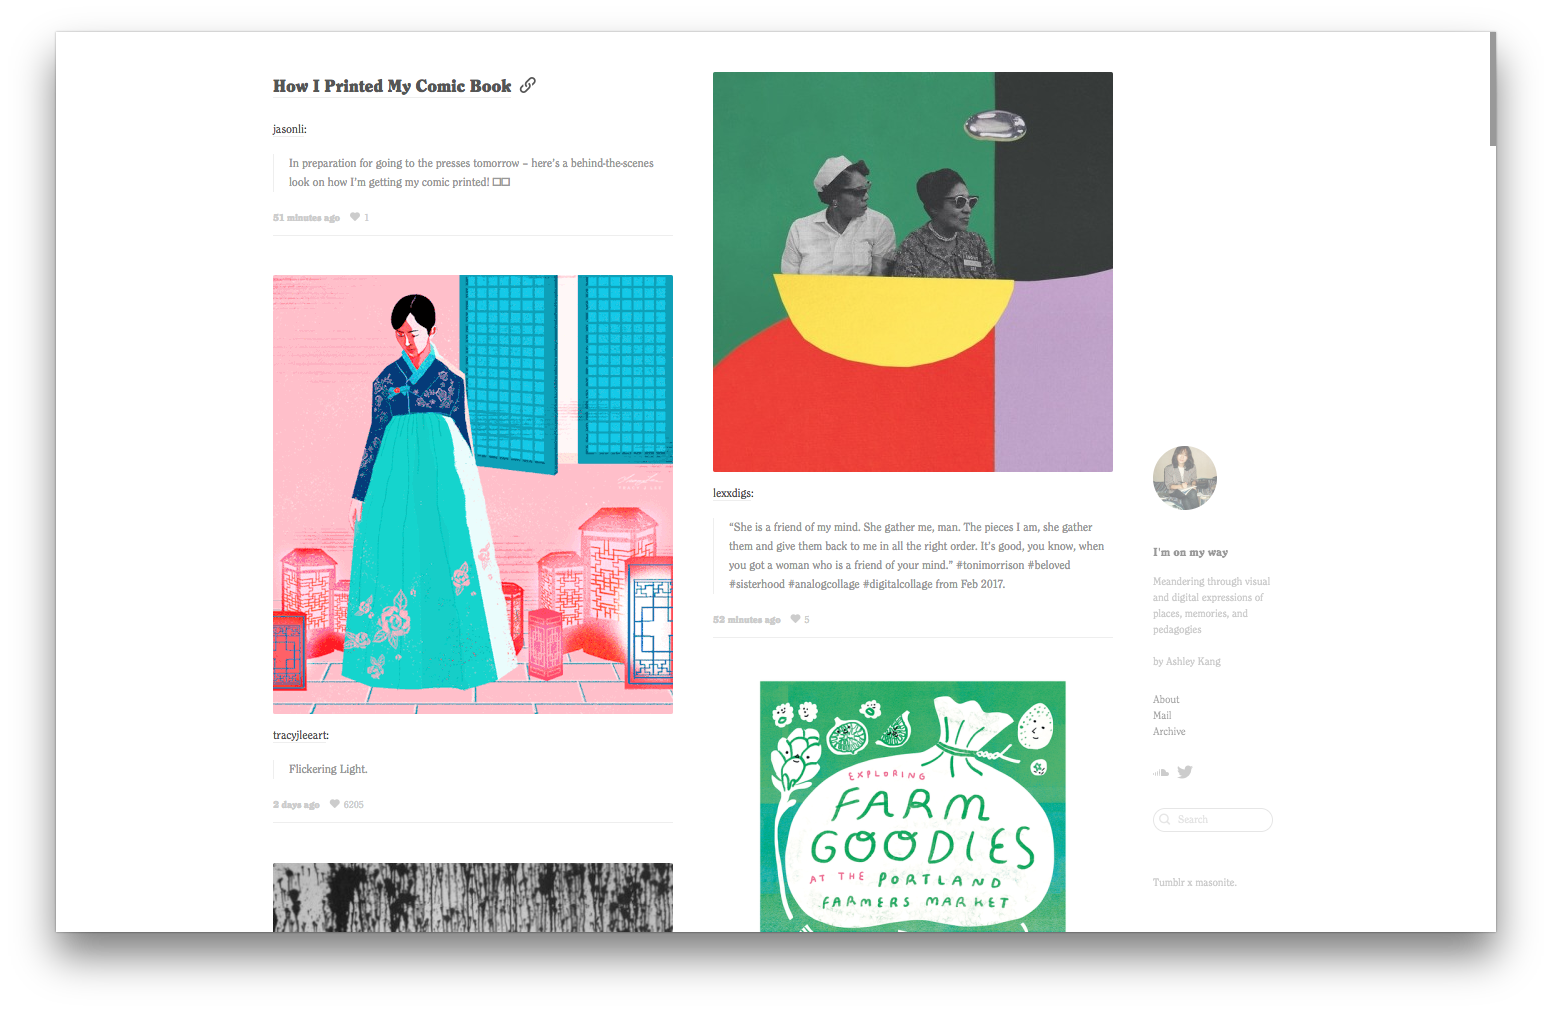 How I Printed My Comic Book
jasonli:
In preparation for going to the presses tomorrow – here's a behind-the-scenes
look on how I'm getting my comic printed! □□
51 minutes ago 1
tracyjleeart:
Flickering Light.
2 days ago 6205
lexxdigs:
“She is a friend of my mind. She gather me, man. The pieces I am, she gather
them and give them back to me in all the right order. It's good, you know, when
you got a woman who is a friend of your mind.” #tonimorrison #beloved
#sisterhood #analogcollage #digitalcollage from Feb 2017.
52 minutes ago 5
EXPLORING
FARM
GOODIES
AT THE PORTLAND
FARMERS MARKET
I'm on my way
Meandering through visual
and digital expressions of
places, memories, and
pedagogies
by Ashley Kang
About
Mail
Archive
Search
Tumblr x masonite.